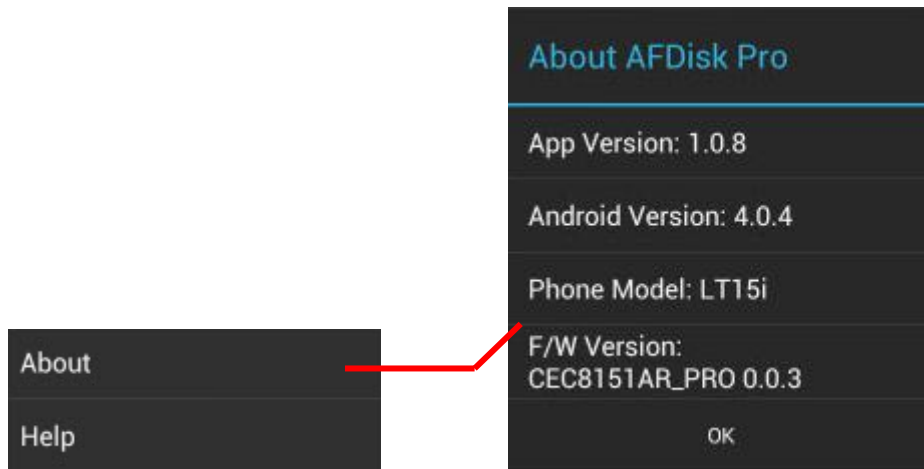 About
Help
About AFDisk Pro
App Version: 1.0.8
Android Version: 4.0.4
Phone Model: LT15i
F/W Version:
CEC8151AR_PRO 0.0.3
OK